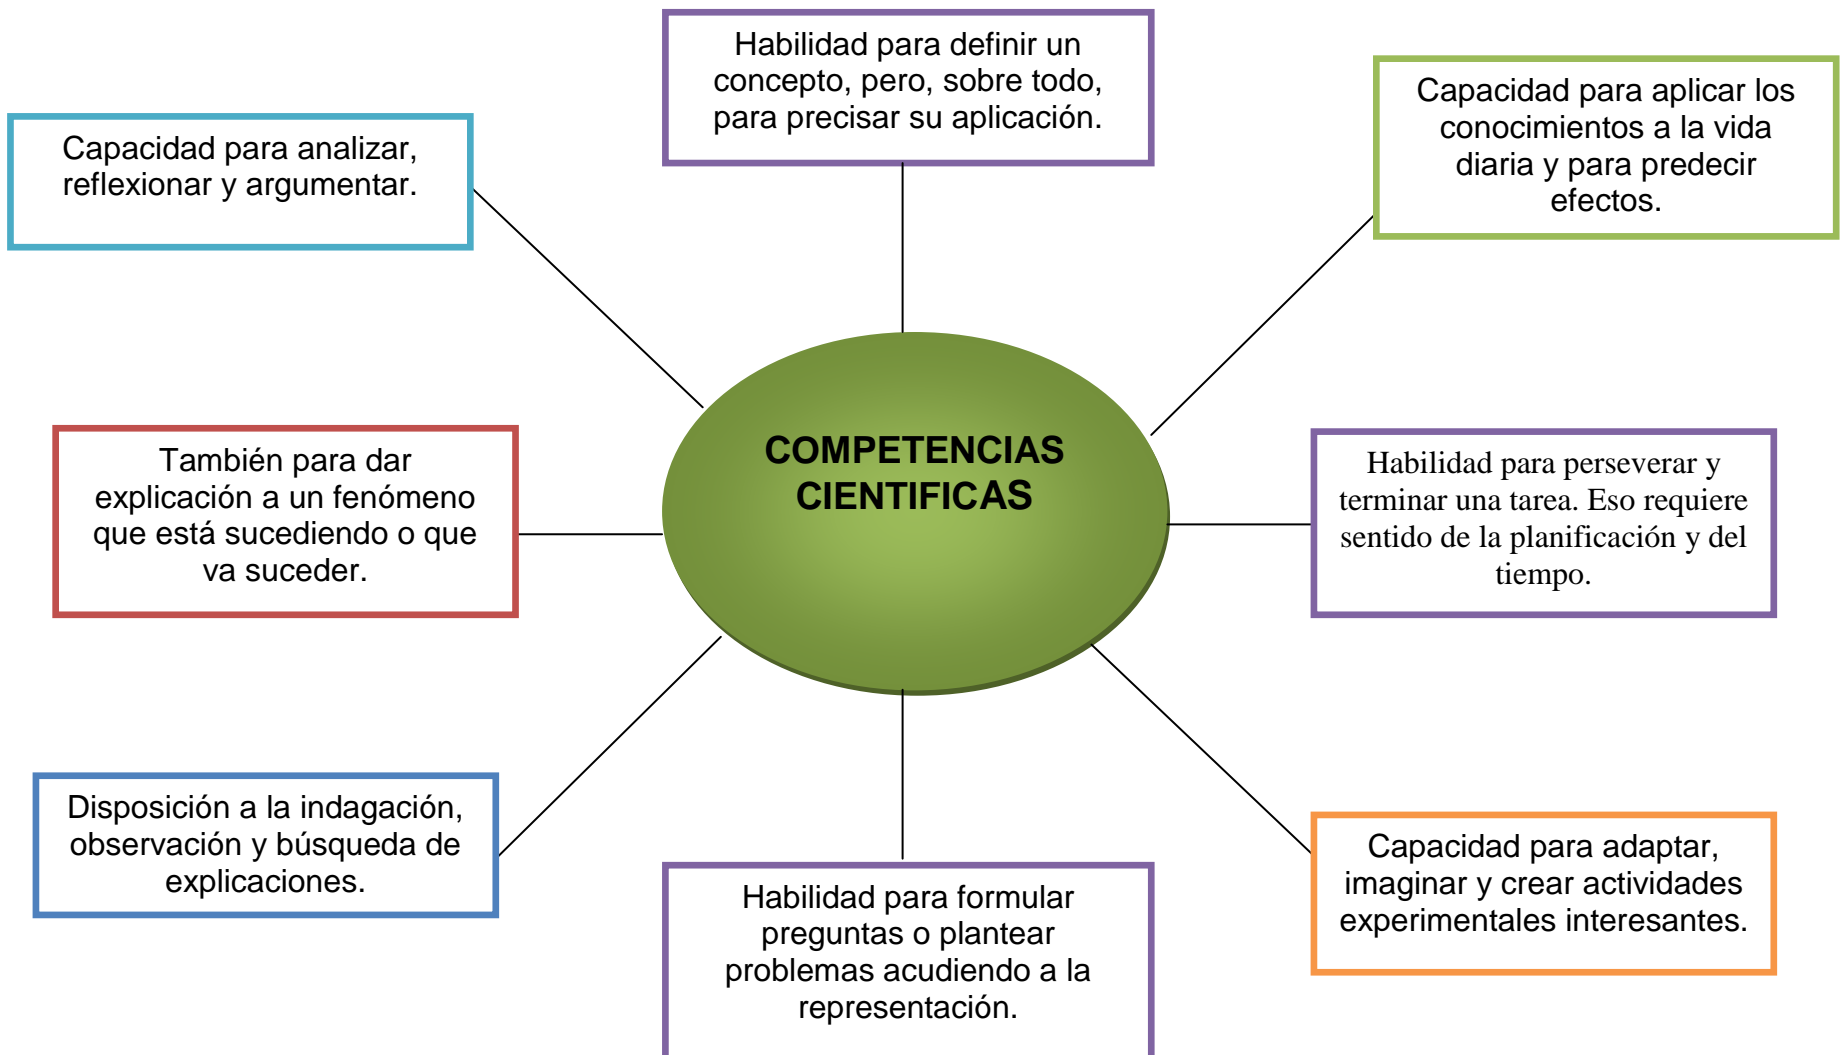 Habilidad para definir un
concepto, pero, sobre todo,
para precisar su aplicación.
Capacidad para aplicar los
conocimientos a la vida
diaria y para predecir
efectos.
Capacidad para analizar,
reflexionar y argumentar.
COMPETENCIAS
CIENTIFICAS
También para dar
explicación a un fenómeno
que está sucediendo o que
va suceder.
Habilidad para perseverar y
terminar una tarea. Eso requiere
sentido de la planificación y del
tiempo.
Disposición a la indagación,
observación y búsqueda de
explicaciones.
Habilidad para formular
preguntas o plantear
problemas acudiendo a la
representación.
Capacidad para adaptar,
imaginar y crear actividades
experimentales interesantes.